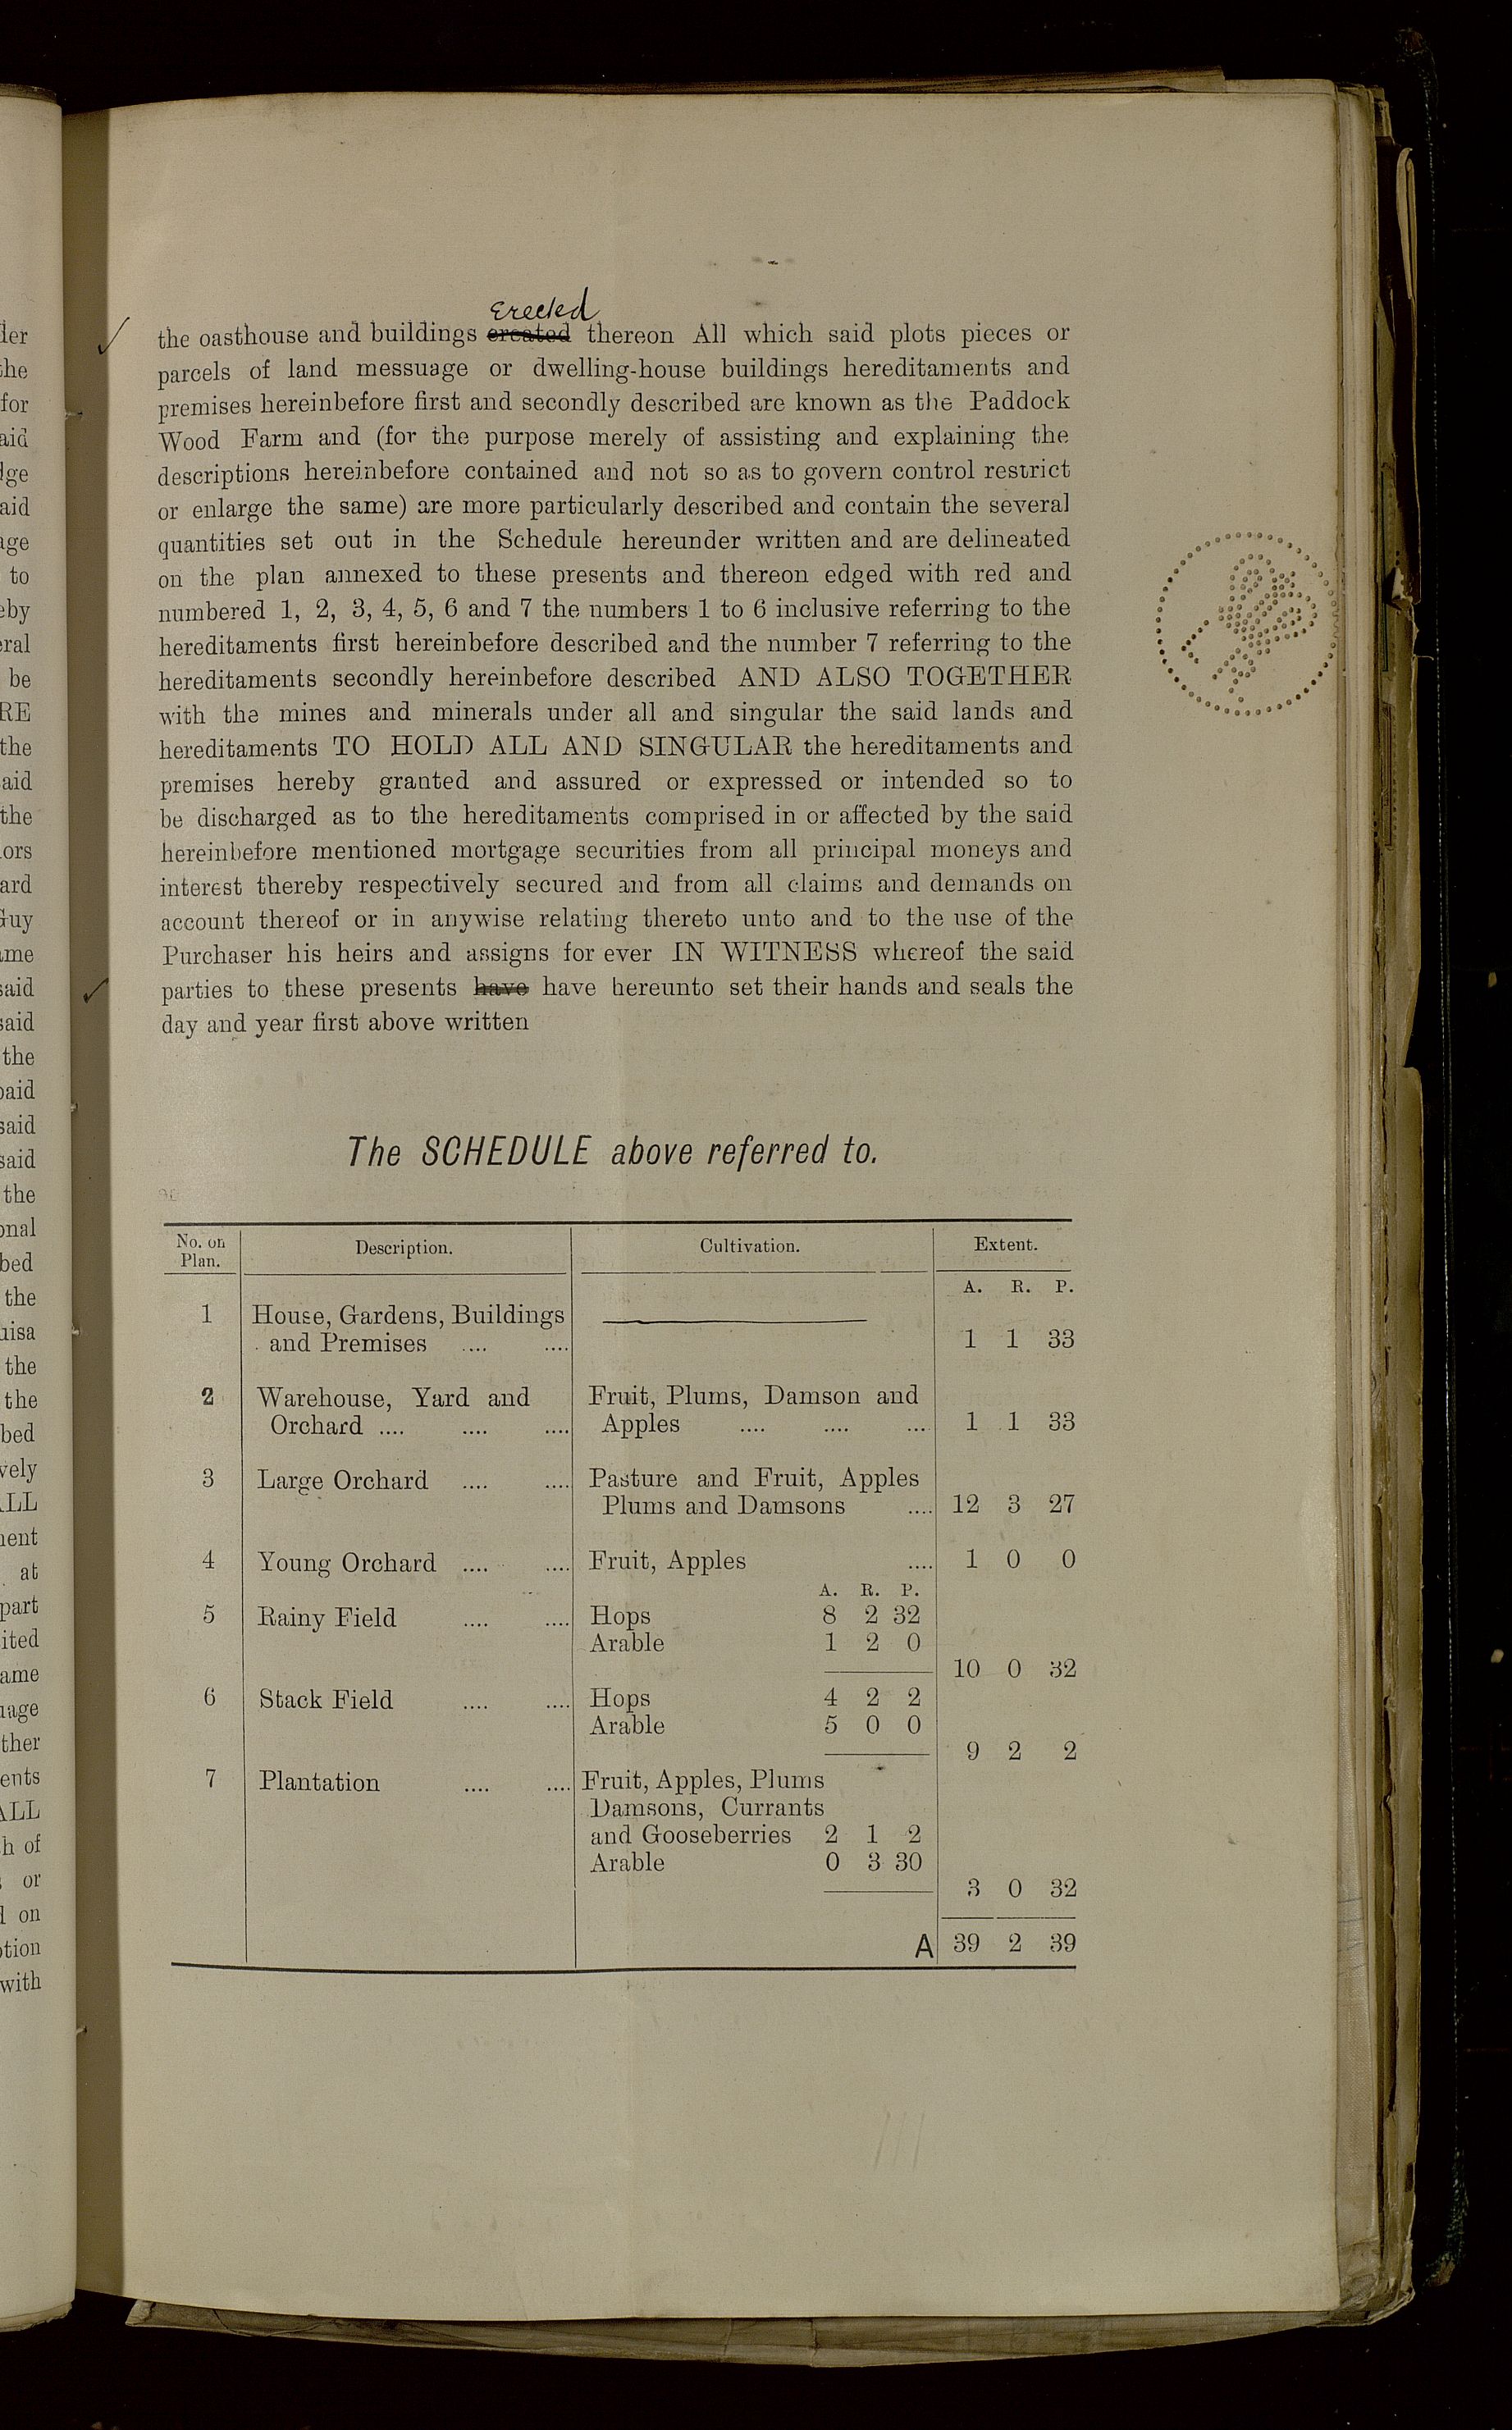 Erected
the oasthouse and buildings ercated thereon All which said plots pieces or
parcels of land messuage or dwelling-house buildings hereditaments and
premises hereinbefore first and secondly described are known as the Paddock
Wood Farm and (for the purpose merely of assisting and explaining the
descriptions hereinbefore contained and not so as to govern control restrict
or enlarge the same) are more particularly described and contain the several
quantities set out in the Schedule hereunder written and are delineated
on the plan annexed to these presents and thereon edged with red and
numbered 1, 2, 3, 4, 5, 6 and 7 the numbers 1 to 6 inclusive referring to the
hereditaments first hereinbefore described and the number 7 referring to the
hereditaments secondly hereinbefore described AND ALSO TOGETHER
with the mines and minerals under all and singular the said lands and
hereditaments TO HOLD ALL AND SINGULAR the hereditaments and
premises hereby granted and assured or expressed or intended so to
be discharged as to the hereditaments comprised in or affected by the said
hereinbefore mentioned mortgage securities from all principal moneys and
interest thereby respectively secured and from all claims and demands on
account thereof or in anywise relating thereto unto and to the use of the
Purchaser his heirs and assigns for ever IN WITNESS whereof the said
parties to these presents have have hereunto set their hands and seals the
day and year first above written
The SCHEDULE above referred to.
No. on Description. Cultivation. Extent.
Plan.
A. R. P.
1 House, Gardens, Buildings
and Premises .... .... 1 1 33
2 Warehouse, Yard and Fruit, Plums, Damson and
Orchard .... .... .... Apples .... .... ... 1 1 33
3 Large Orchard .... .... Pasture and Fruit, Apples
Plums and Damsons .... 12 3 27
4 Young Orchard .... .... Fruit, Apples .... 1 0 0
A. R. P.
5 Rainy Field .... .... Hops 8 2 32
Arable 1 2 0
10 0 32
6 Stack Field .... .... Hops 4 2 2
Arable 5 0 0
9 2 2
7 Plantation .... .... Fruit, Apples, Plums
Damsons, Currants
and Gooseberries 2 1 2
Arable 0 3 30
3 0 32
A 39 2 39